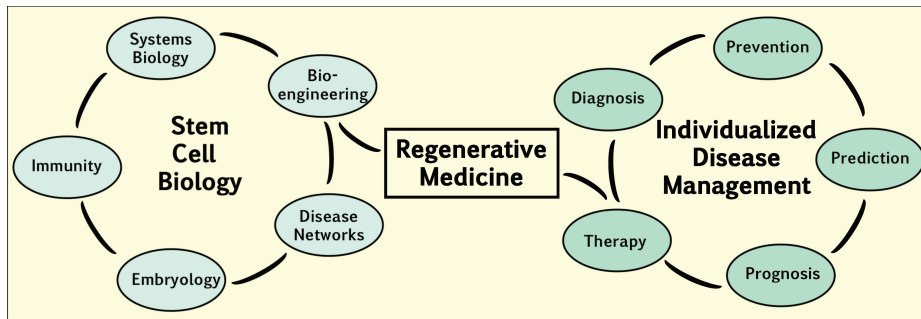 Systems
Biology
Bio-
engineering
Immunity
Stem
Cell
Biology
Disease
Networks
Embryology
Regenerative
Medicine
Prevention
Diagnosis
Individualized
Disease
Management
Prediction
Therapy
Prognosis